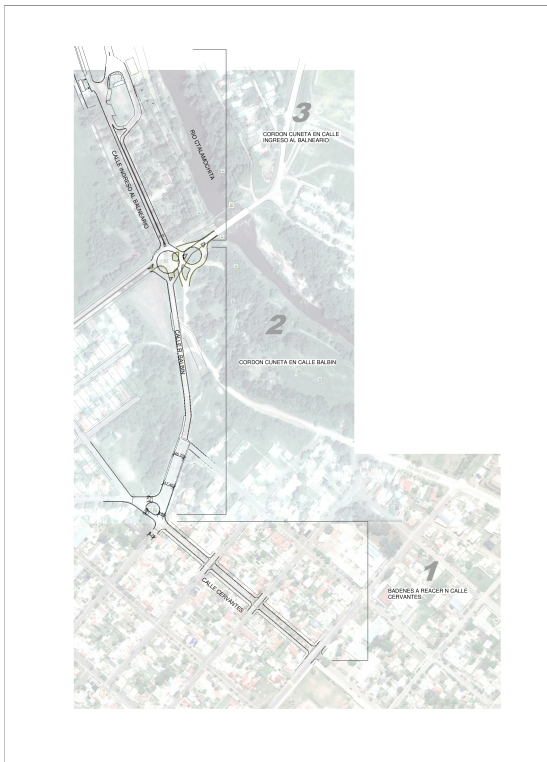 3
CORDON CUNETA EN CALLE
INGRESO AL BALNEARIO
RIO CTALAMOCHITA
CALLE INGRESO AL BALNEARIO
2
CORDON CUNETA EN CALLE BALBIN
CALLE R. BALBIN
1
BADENES A REACER N CALLE
CERVANTES
CALLE CERVANTES